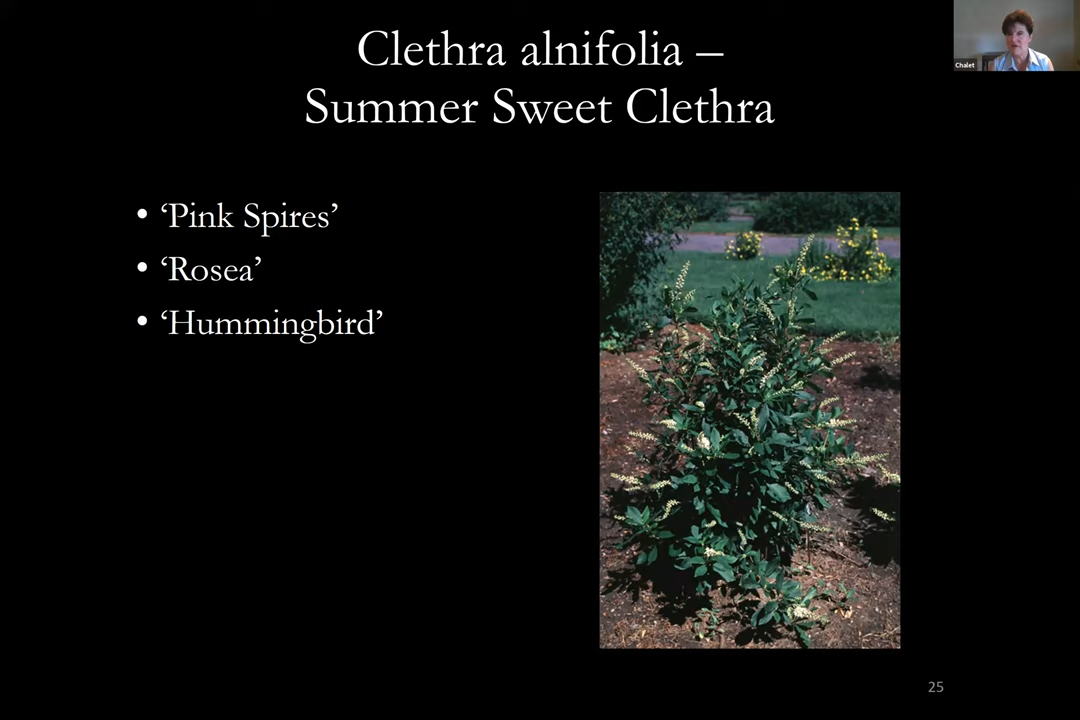 Clethra alnifolia –
Summer Sweet Clethra
Chalet
• ‘Pink Spires’
• ‘Rosea’
• ‘Hummingbird’
25